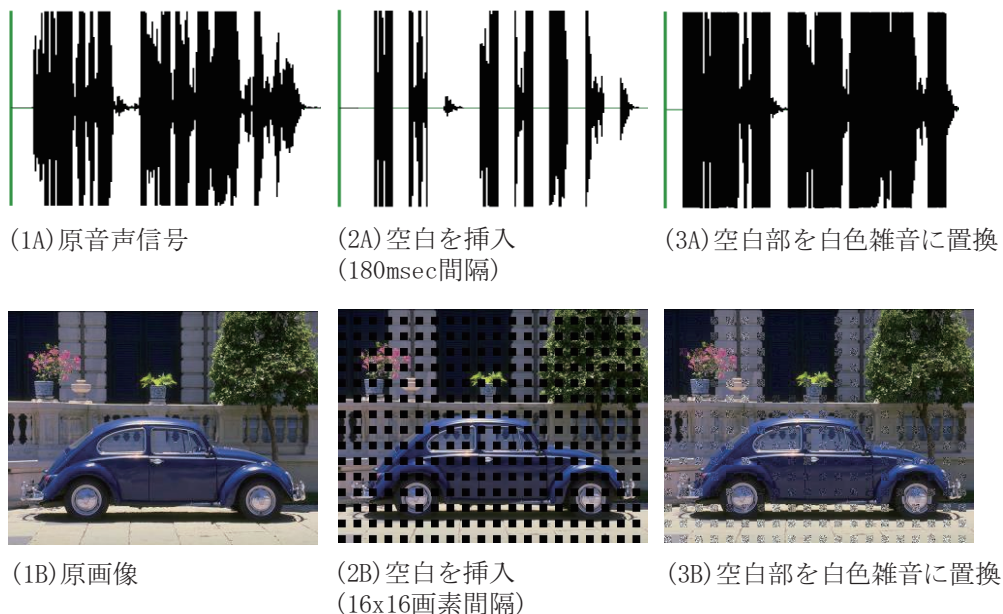 (1A)原音声信号
(2A)空白を挿入
(180msec間隔)
(3A)空白部を白色雑音に置換
(1B)原画像
(2B)空白を挿入
(16x16画素間隔)
(3B)空白部を白色雑音に置換